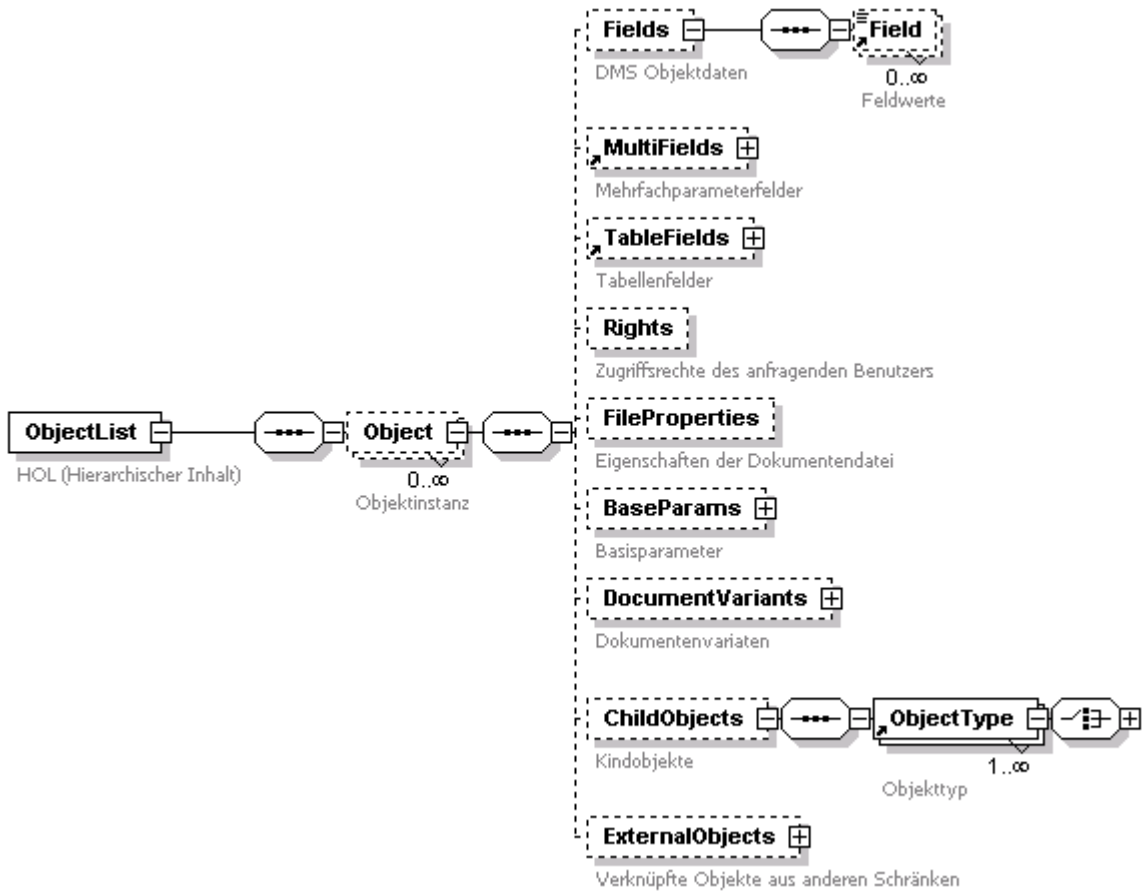 Fields
Field
DMS Objektdaten
0..∞
Feldwerte
MultiFields
Mehrfachparameterfelder
TableFields
Tabellenfelder
Rights
Zugriffsrechte des anfragenden Benutzers
ObjectList
HOL (Hierarchischer Inhalt)
Object
0..∞
Objektinstanz
FileProperties
Eigenschaften der Dokumentendatei
BaseParams
Basisparameter
DocumentVariants
Dokumentenvariaten
ChildObjects
Kindobjekte
ObjectType
1..∞
Objekttyp
ExternalObjects
Verknüpfte Objekte aus anderen Schränken